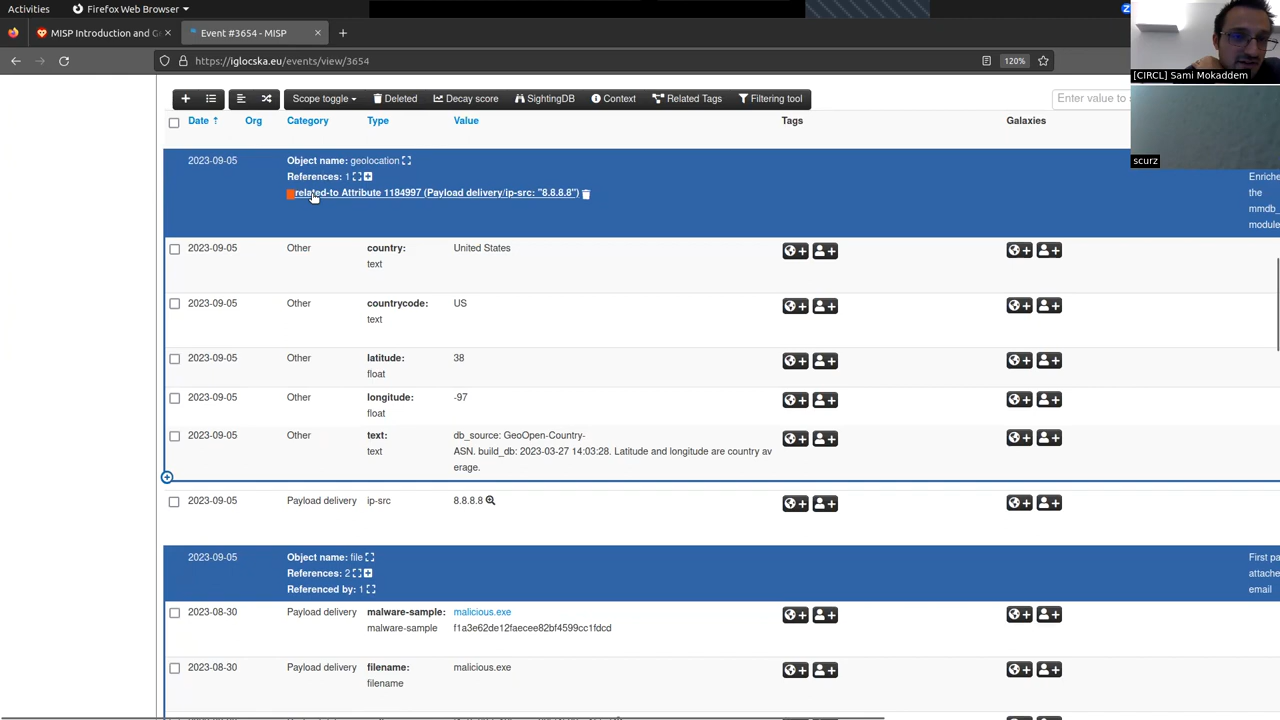 Activities
Firefox Web Browser
MISP Introduction and G
Event #3654 - MISP
https://iglocska.eu/events/view/3654
120%
[CIRCL] Sami Mokaddem
scurz
Scope toggle
Deleted
Decay score
SightingDB
Context
Related Tags
Filtering tool
Enter value to s
Date
Org
Category
Type
Value
Tags
Galaxies
2023-09-05
Object name: geolocation
References: 1
related-to Attribute 1184997 (Payload delivery/ip-src: "8.8.8.8")
Enriche
the
mmdb_
module
2023-09-05 Other country: United States
text
2023-09-05 Other countrycode: US
text
2023-09-05 Other latitude: 38
float
2023-09-05 Other longitude: -97
float
2023-09-05 Other text: db_source: GeoOpen-Country-
text ASN. build_db: 2023-03-27 14:03:28. Latitude and longitude are country av
erage.
2023-09-05 Payload delivery ip-src 8.8.8.8
2023-09-05
Object name: file
References: 2
Referenced by: 1
First pa
attache
email
2023-08-30 Payload delivery malware-sample: malicious.exe
malware-sample f1a3e62de12faecee82bf4599cc1fdcd
2023-08-30 Payload delivery filename: malicious.exe
filename